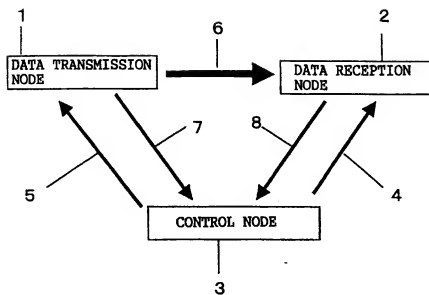 1
6
2
DATA TRANSMISSION
NODE
DATA RECEPTION
NODE
7
8
5
4
CONTROL NODE
3